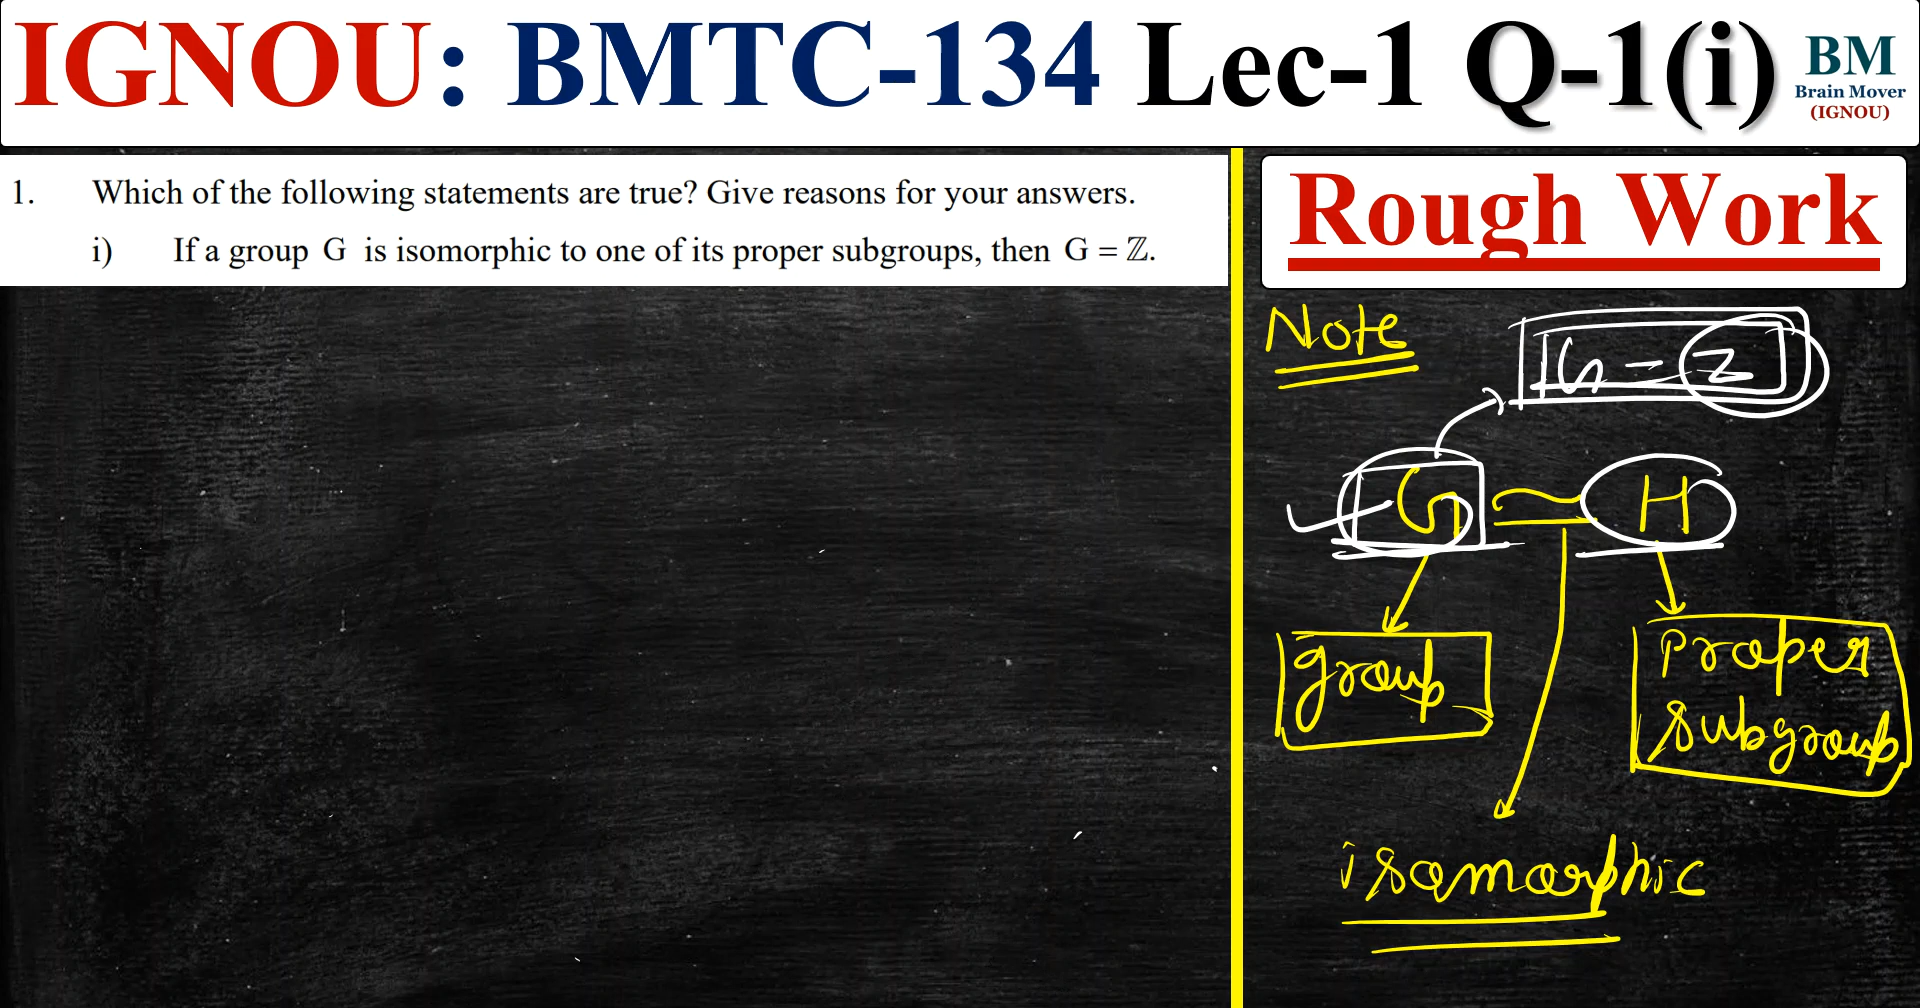 IGNOU: BMTC-134 Lec-1 Q-1(i)
BM
Brain Mover
(IGNOU)
1. Which of the following statements are true? Give reasons for your answers.
i) If a group G is isomorphic to one of its proper subgroups, then G = ℤ.
Rough Work
Note
G = Z
G ≅ H
group
Proper
subgroup
isomorphic